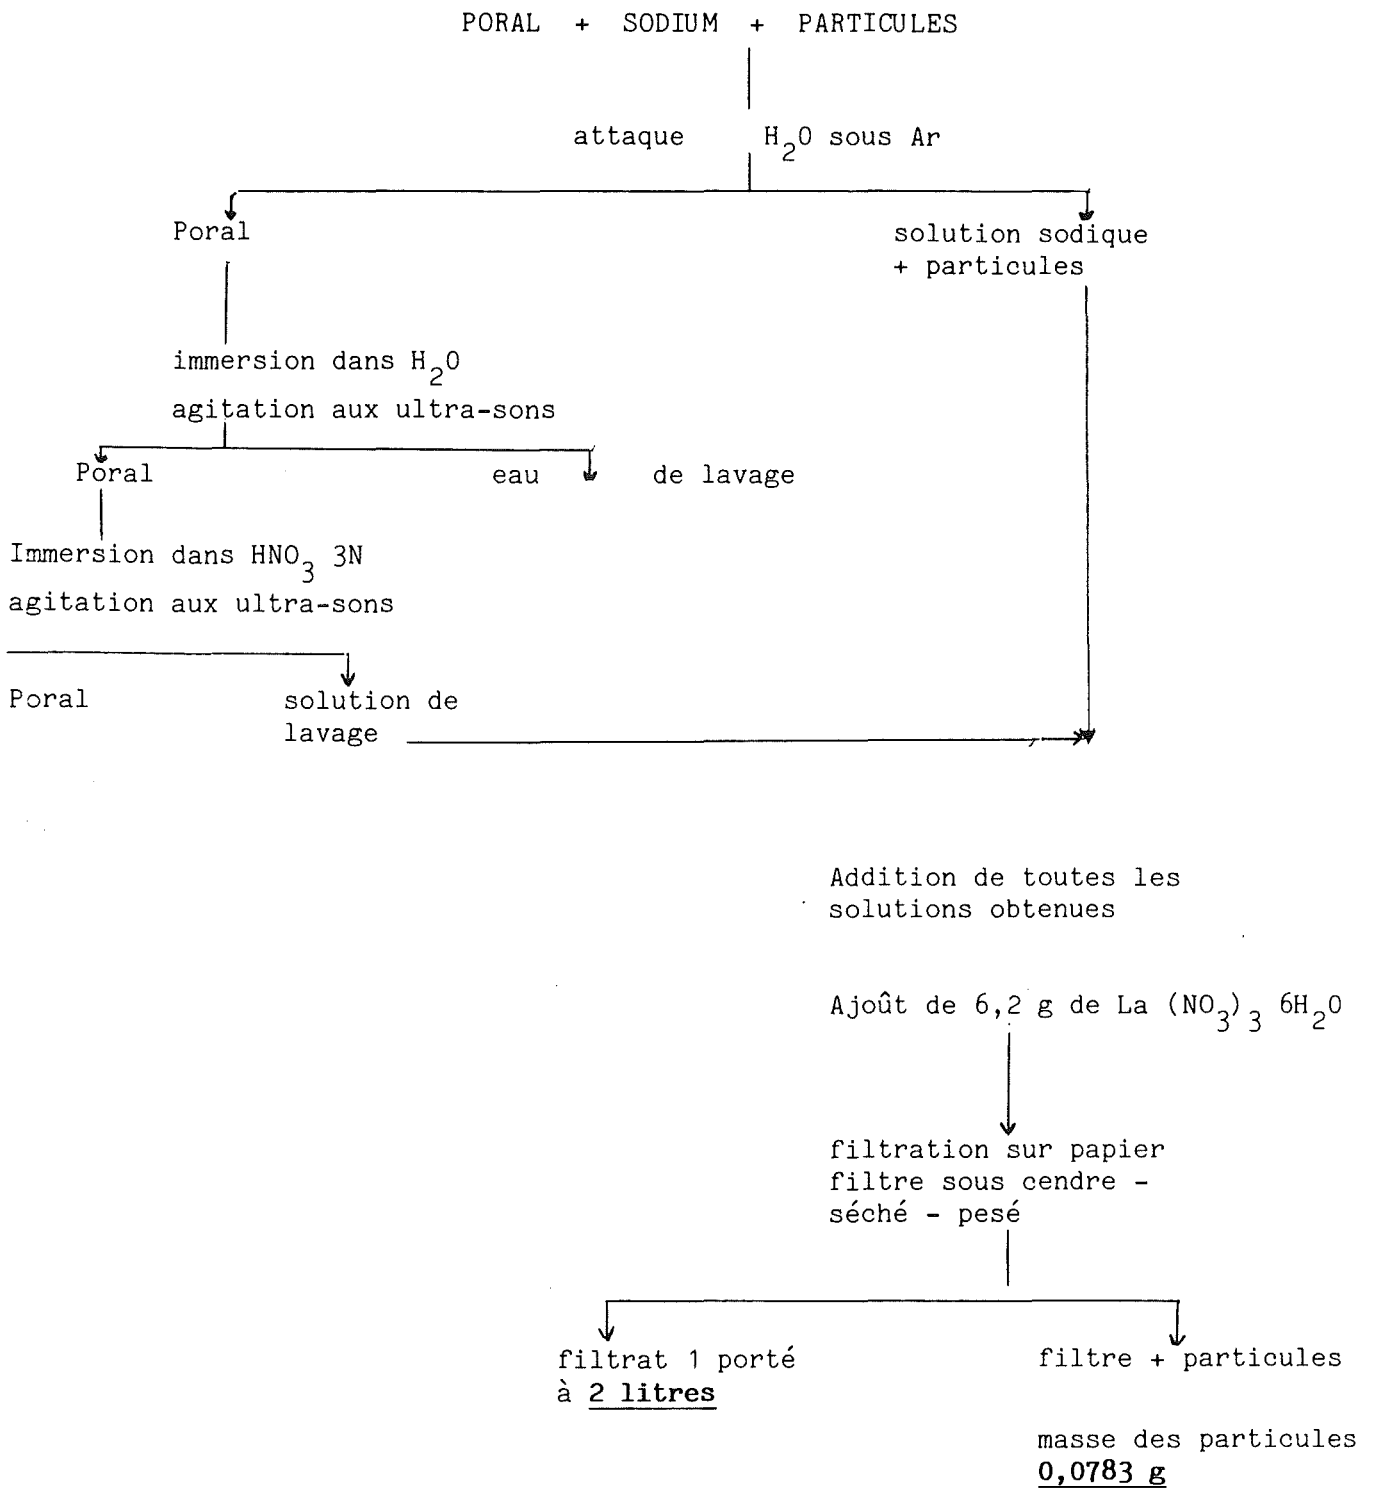 PORAL + SODIUM + PARTICULES
attaque H₂O sous Ar
Poral
solution sodique
+ particules
immersion dans H₂O
agitation aux ultra-sons
Poral
eau de lavage
Immersion dans HNO₃ 3N
agitation aux ultra-sons
Poral
solution de
lavage
Addition de toutes les
solutions obtenues
Ajoût de 6,2 g de La (NO₃)₃ 6H₂O
filtration sur papier
filtre sous cendre -
séché - pesé
filtrat 1 porté
à 2 litres
filtre + particules
masse des particules
0,0783 g